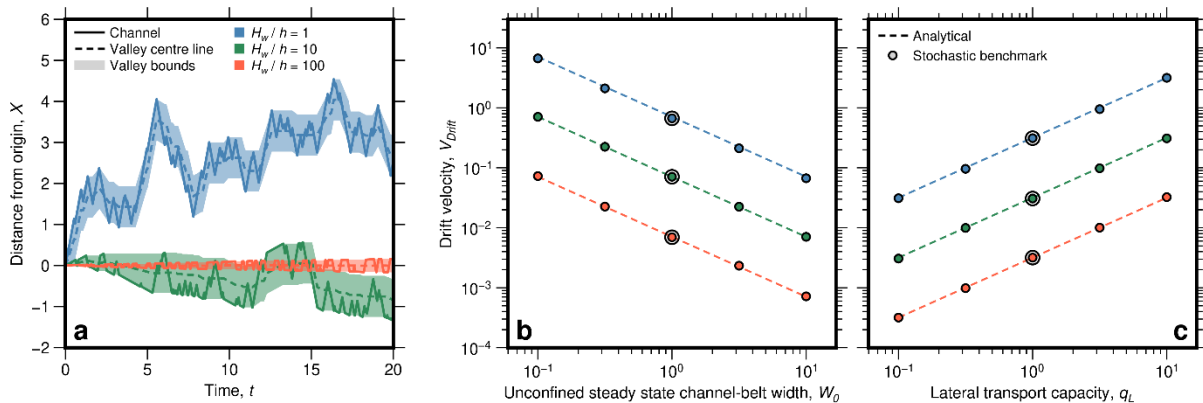 Channel
Valley centre line
Valley bounds
H_w / h = 1
H_w / h = 10
H_w / h = 100
Distance from origin, X
5
4
3
2
1
0
−1
−2
a
0
5
10
15
20
Time, t
Drift velocity, V_Drift
10^1
10^0
10^−1
10^−2
10^−3
10^−4
b
10^−1
10^0
10^1
Unconfined steady state channel-belt width, W_0
Analytical
Stochastic benchmark
c
10^−1
10^0
10^1
Lateral transport capacity, q_L